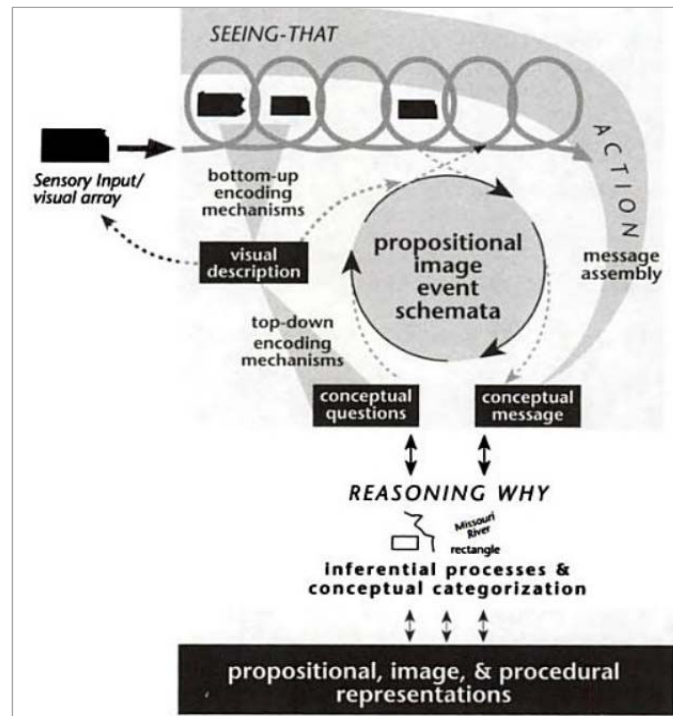 SEEING-THAT
ACTION
Sensory Input/
visual array
bottom-up
encoding
mechanisms
visual
description
propositional
image
event
schemata
message
assembly
top-down
encoding
mechanisms
conceptual
questions
conceptual
message
REASONING WHY
Missouri
River
rectangle
inferential processes &
conceptual categorization
propositional, image, & procedural
representations